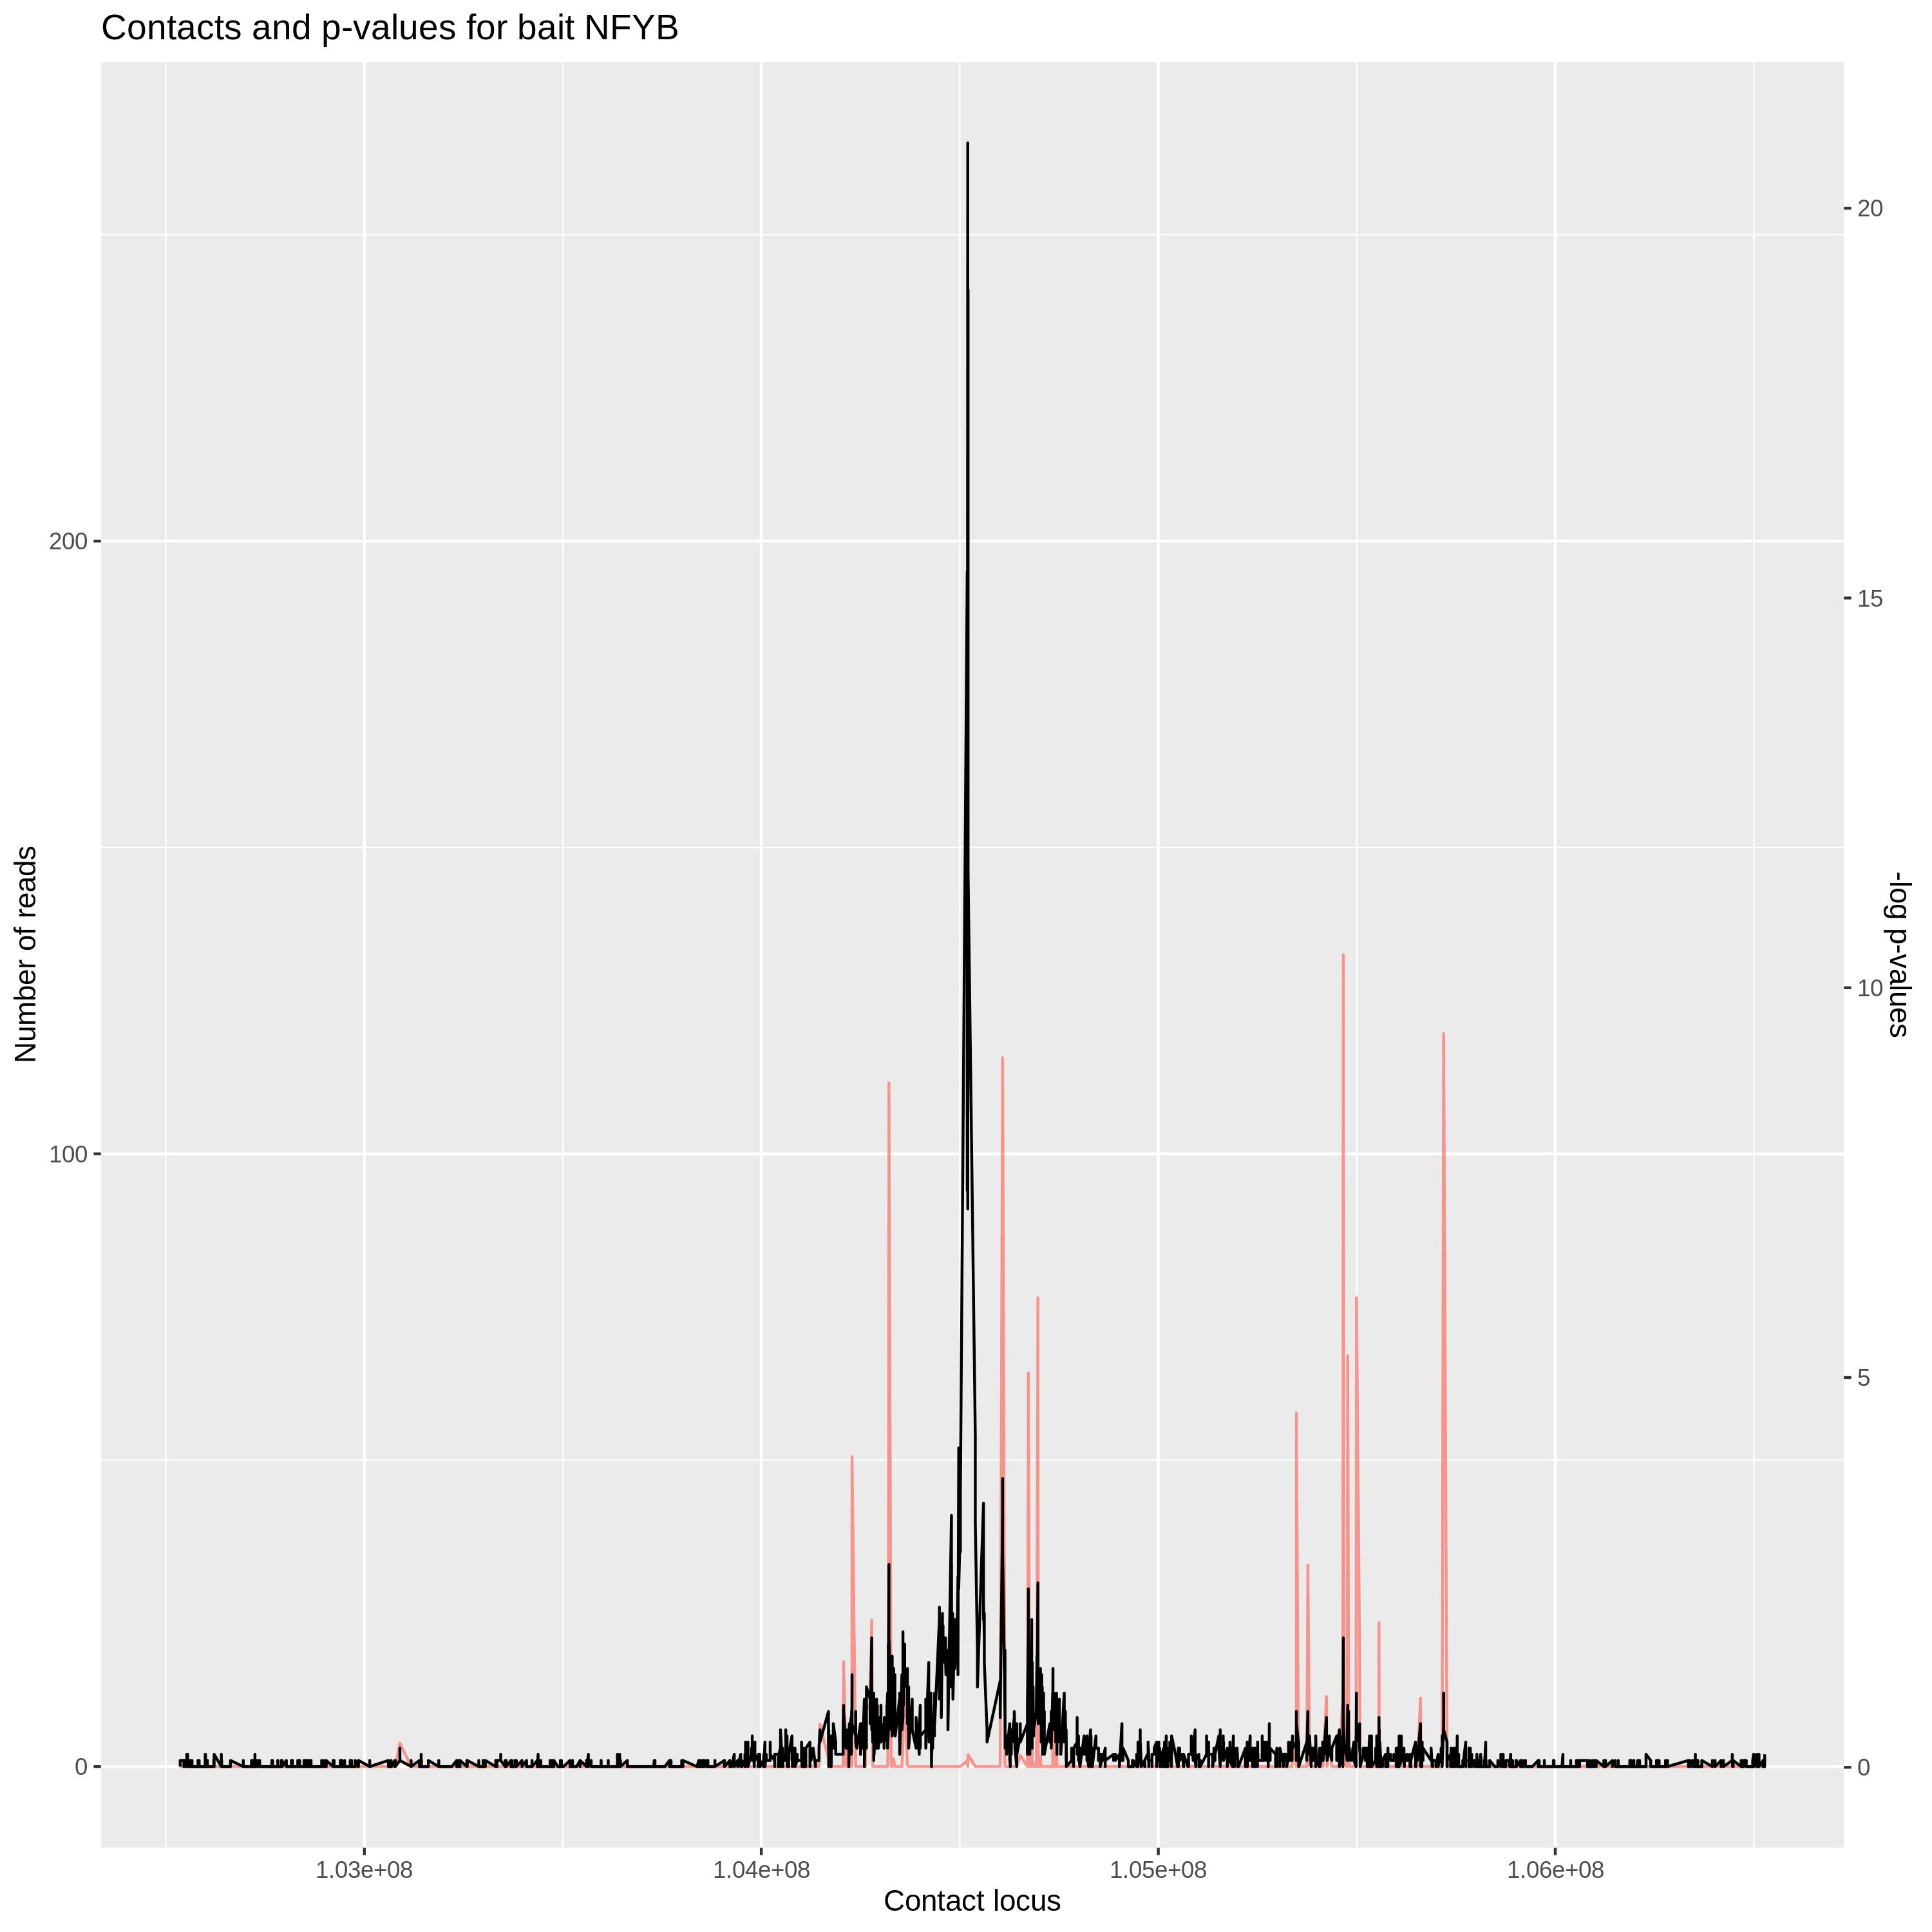 Contacts and p-values for bait NFYB
Number of reads
200
100
0
20
15
10
5
0
-log p-values
1.03e+08
1.04e+08
1.05e+08
1.06e+08
Contact locus